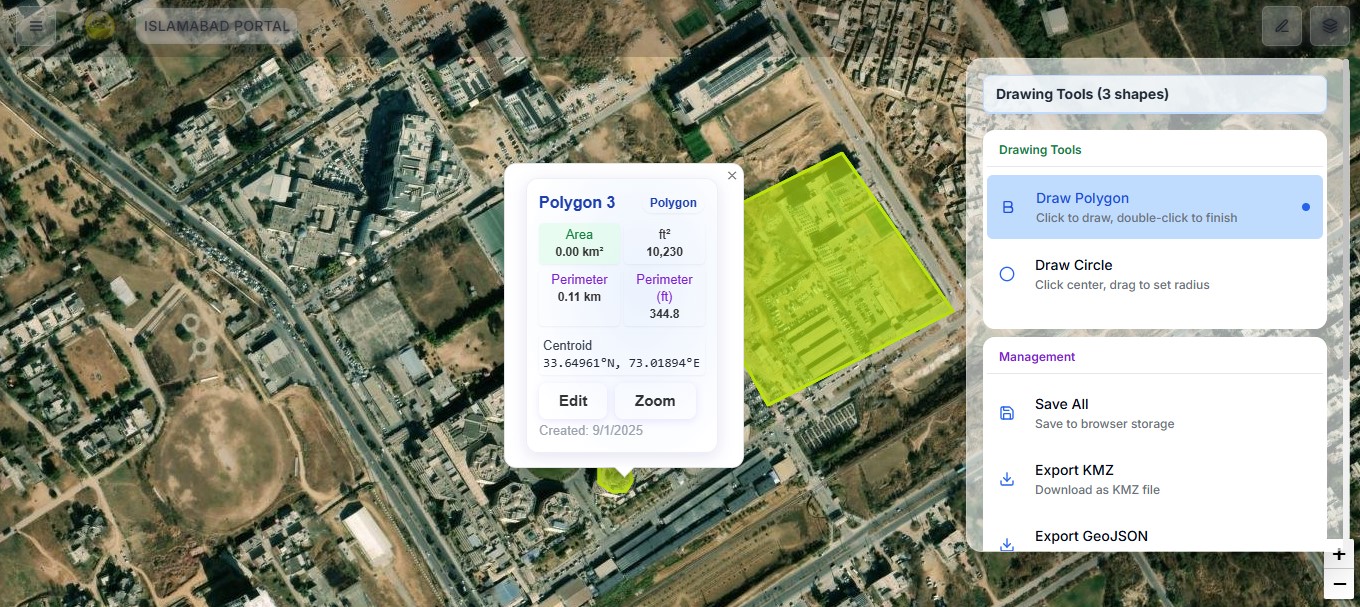 ISLAMABAD PORTAL
Polygon 3
Polygon
Area
0.00 km²
ft²
10,230
Perimeter
0.11 km
Perimeter
(ft)
344.8
Centroid
33.64961°N, 73.01894°E
Edit
Zoom
Created: 9/1/2025
Drawing Tools (3 shapes)
Drawing Tools
B
Draw Polygon
Click to draw, double-click to finish
Draw Circle
Click center, drag to set radius
Management
Save All
Save to browser storage
Export KMZ
Download as KMZ file
Export GeoJSON
+
−